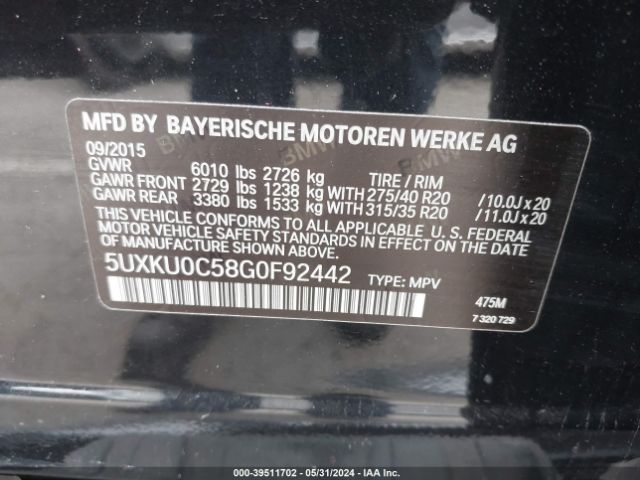 MFD BY BAYERISCHE MOTOREN WERKE AG
09/2015
GVWR 6010 lbs 2726 kg TIRE / RIM
GAWR FRONT 2729 lbs 1238 kg WITH 275/40 R20 /10.0J x 20
GAWR REAR 3380 lbs 1533 kg WITH 315/35 R20 /11.0J x 20
THIS VEHICLE CONFORMS TO ALL APPLICABLE U. S. FEDERAL
MOTOR VEHICLE SAFETY STANDARDS IN EFFECT ON THE DATE
OF MANUFACTURE SHOWN ABOVE.
5UXKU0C58G0F92442 TYPE: MPV
475M
7 320 729
000-39511702 - 05/31/2024 - IAA Inc.